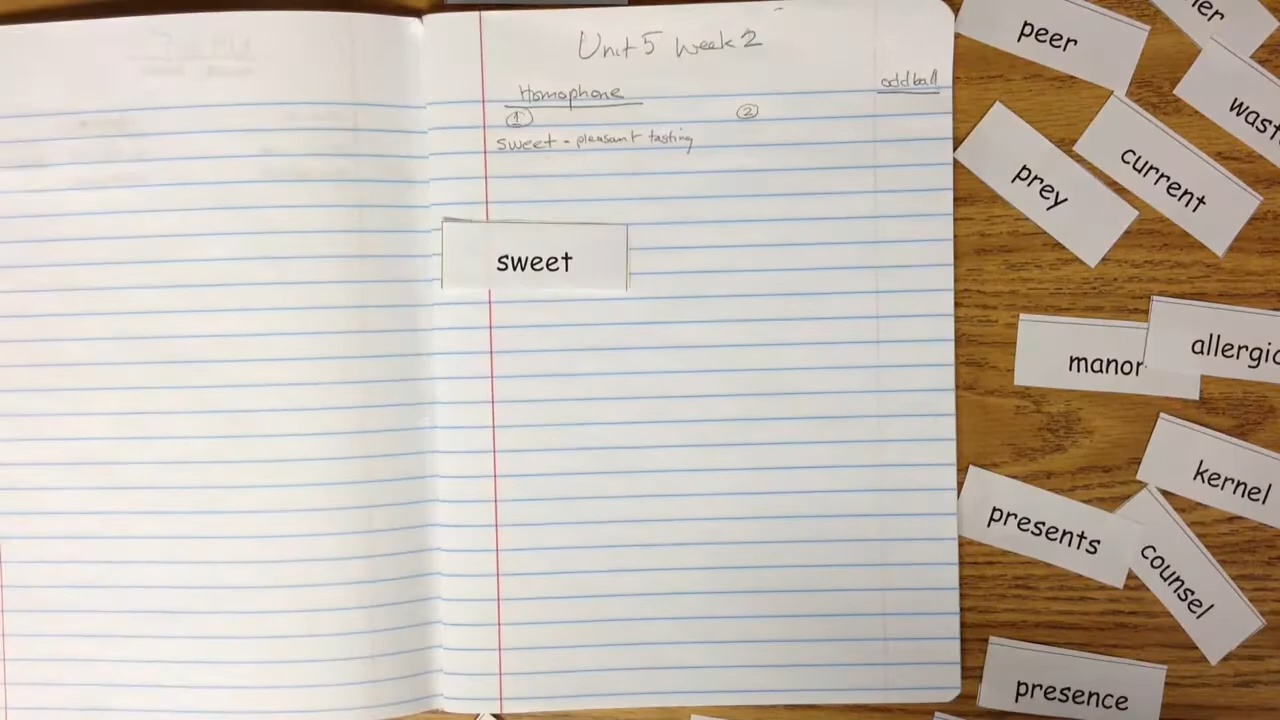 Unit 5 Week 2
oddball
Homophone
① ②
sweet - pleasant tasting
sweet
peer
prey
current
manor
allergic
kernel
presents
counsel
presence